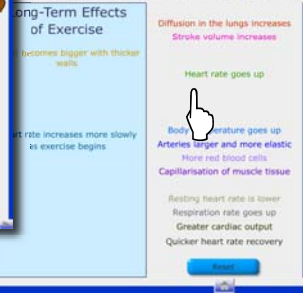 Long-Term Effects
of Exercise
becomes bigger with thicker
walls
rate increases more slowly
as exercise begins
Diffusion in the lungs increases
Stroke volume increases
Heart rate goes up
Body temperature goes up
Arteries larger and more elastic
More red blood cells
Capillarisation of muscle tissue
Resting heart rate is lower
Respiration rate goes up
Greater cardiac output
Quicker heart rate recovery
Reset